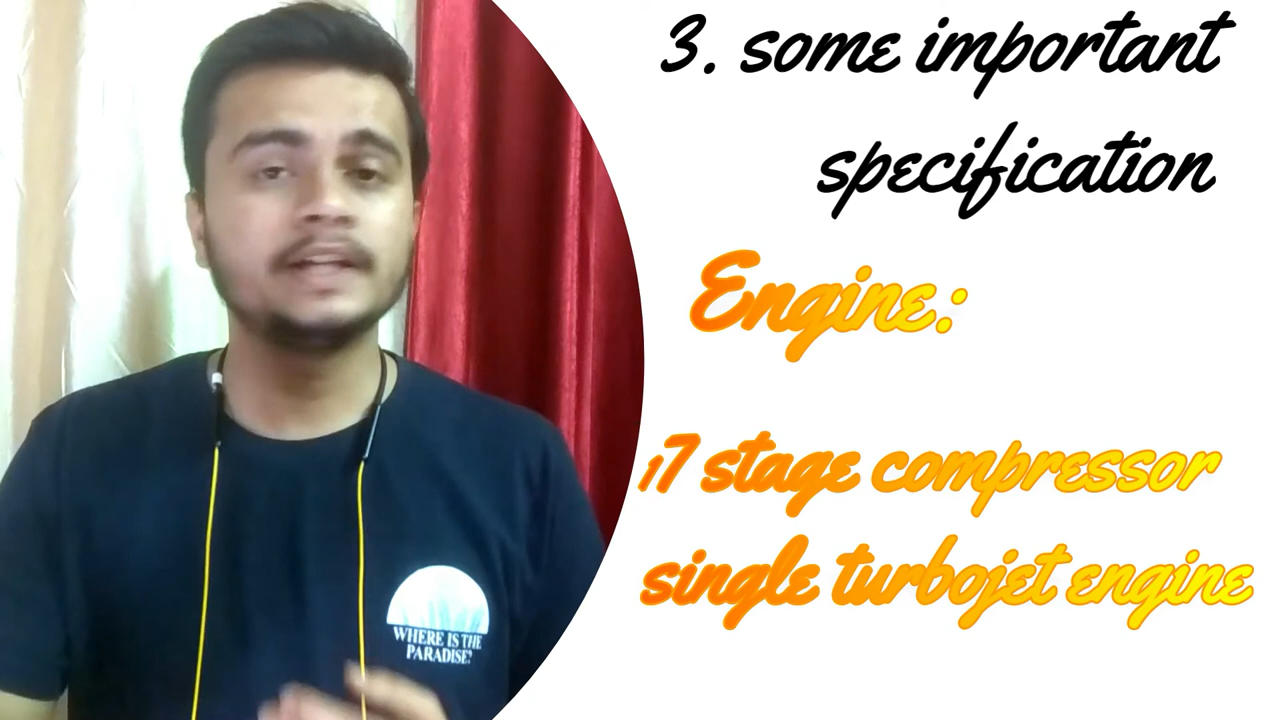 3. some important
specification
Engine:
17 stage compressor
single turbojet engine
WHERE IS THE
PARADISE?